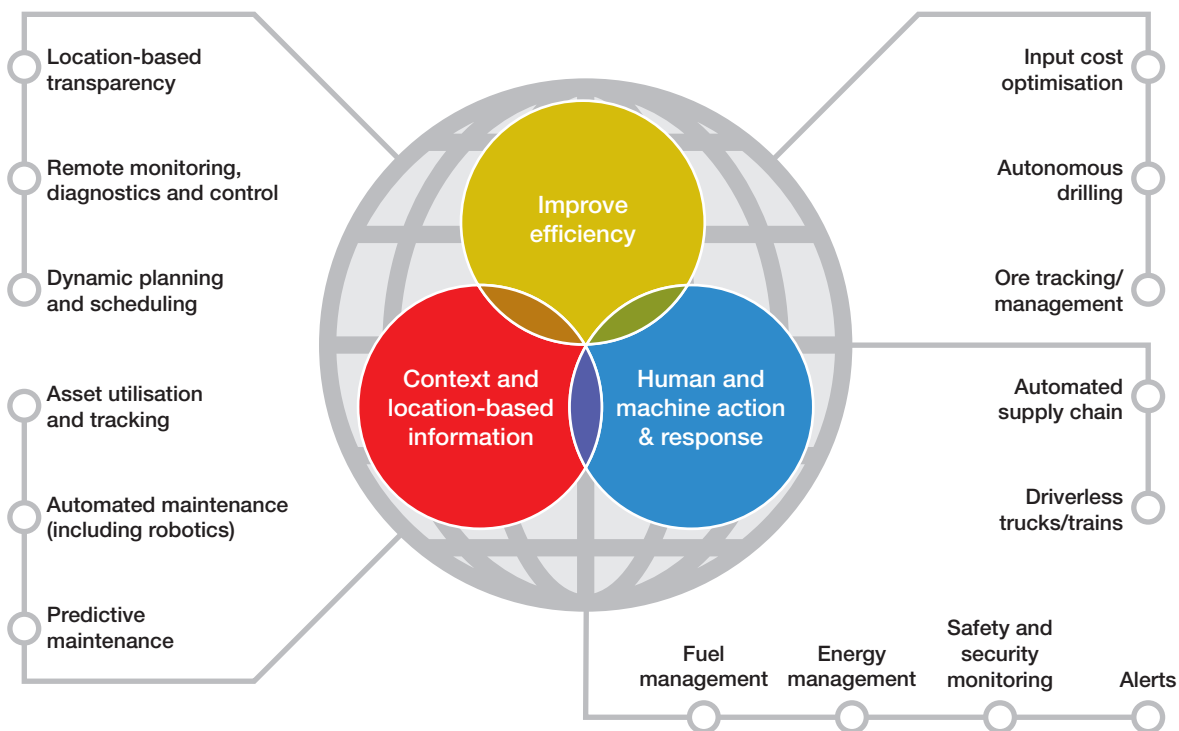 Location-based
transparency
Remote monitoring,
diagnostics and control
Dynamic planning
and scheduling
Asset utilisation
and tracking
Automated maintenance
(including robotics)
Predictive
maintenance
Improve
efficiency
Context and
location-based
information
Human and
machine action
& response
Input cost
optimisation
Autonomous
drilling
Ore tracking/
management
Automated
supply chain
Driverless
trucks/trains
Fuel
management
Energy
management
Safety and
security
monitoring
Alerts